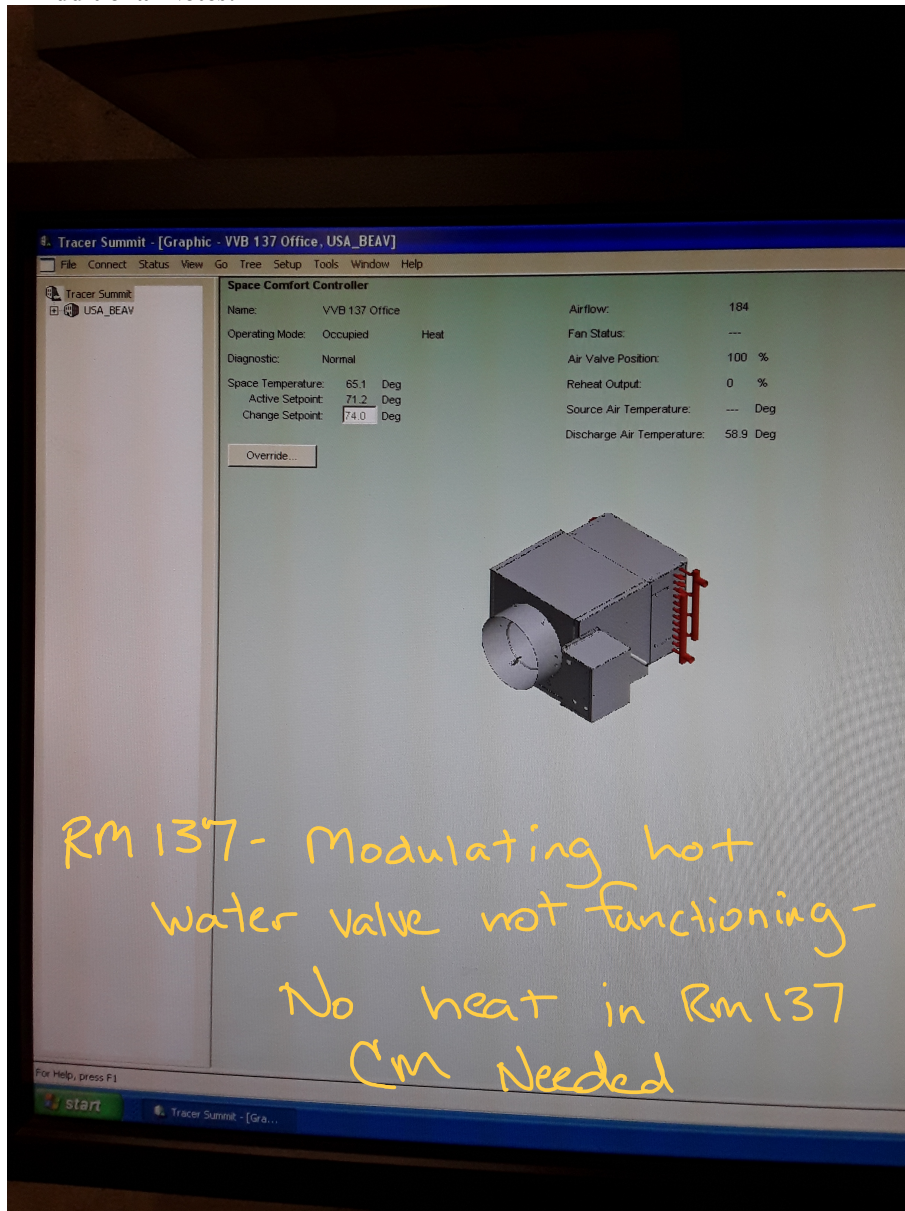 Tracer Summit - [Graphic - VVB 137 Office, USA_BEAV]
File Connect Status View Go Tree Setup Tools Window Help
Tracer Summit
USA_BEAV
Space Comfort Controller
Name: VVB 137 Office
Operating Mode: Occupied Heat
Diagnostic: Normal
Space Temperature: 65.1 Deg
Active Setpoint: 71.2 Deg
Change Setpoint: 74.0 Deg
Override...
Airflow: 184
Fan Status: ---
Air Valve Position: 100 %
Reheat Output: 0 %
Source Air Temperature: --- Deg
Discharge Air Temperature: 58.9 Deg
RM 137 - Modulating hot
water valve not functioning -
No heat in Rm 137
CM Needed
For Help, press F1
start
Tracer Summit - [Gra...